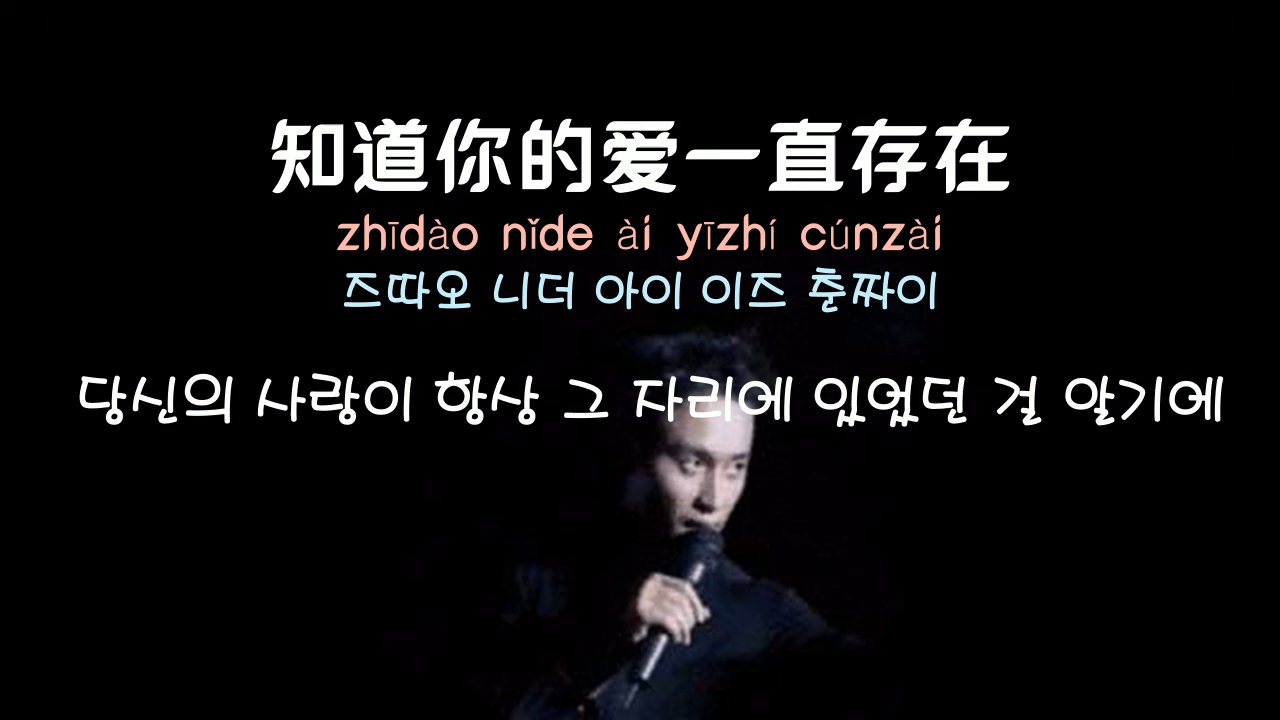 知道你的爱一直存在
zhīdào nǐde ài yīzhí cúnzài
즈따오 니더 아이 이즈 춘짜이
당신의 사랑이 항상 그 자리에 있었던 걸 알기에